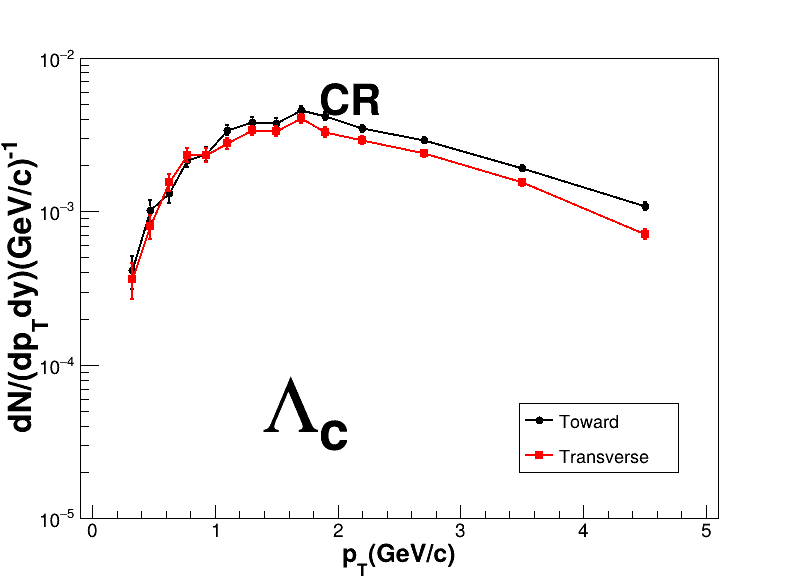 10⁻²
CR
10⁻³
dN/(dp_T dy)(GeV/c)⁻¹
10⁻⁴
Λ_c
Toward
Transverse
10⁻⁵
0 1 2 3 4 5
p_T(GeV/c)